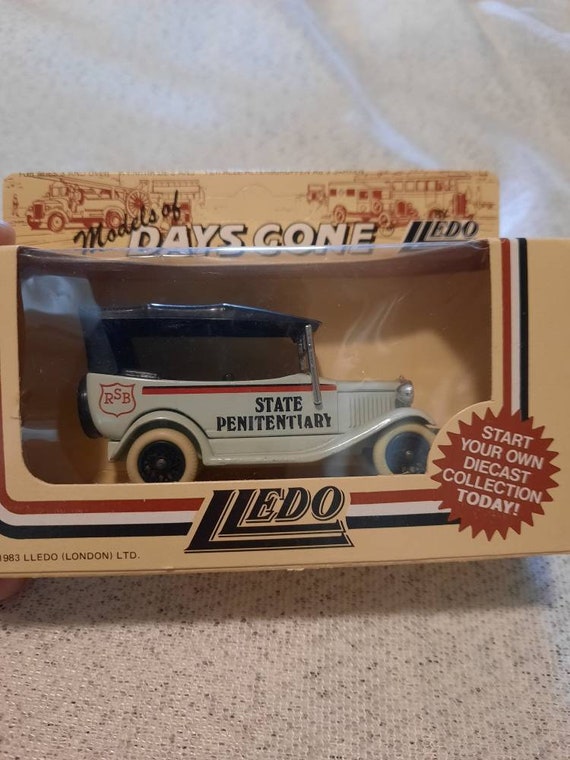 Models of
DAYS GONE
LLEDO
RSB
STATE
PENITENTIARY
START
YOUR OWN
DIECAST
COLLECTION
TODAY!
LLEDO
1983 LLEDO (LONDON) LTD.